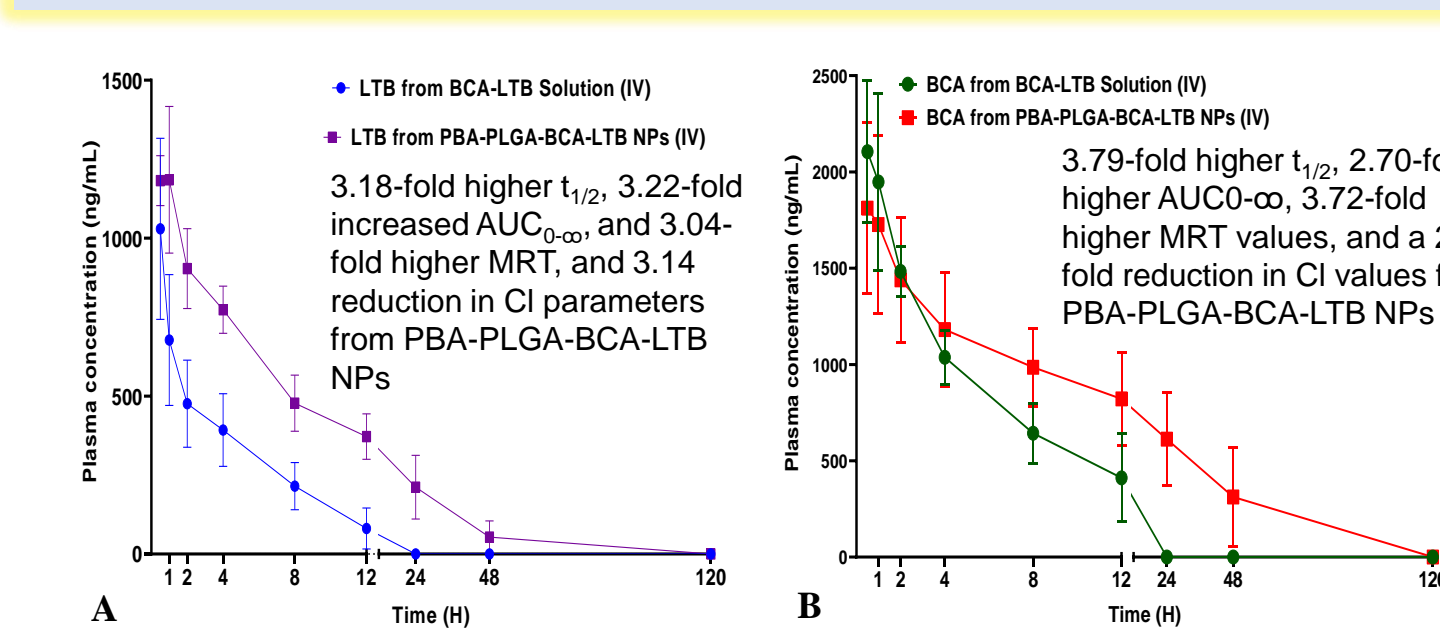 1500
1000
500
0
Plasma concentration (ng/mL)
LTB from BCA-LTB Solution (IV)
LTB from PBA-PLGA-BCA-LTB NPs (IV)
3.18-fold higher t1/2, 3.22-fold
increased AUC0-∞, and 3.04-
fold higher MRT, and 3.14
reduction in Cl parameters
from PBA-PLGA-BCA-LTB
NPs
1 2 4 8 12 24 48 120
Time (H)
A
2500
2000
1500
1000
500
0
Plasma concentration (ng/mL)
BCA from BCA-LTB Solution (IV)
BCA from PBA-PLGA-BCA-LTB NPs (IV)
3.79-fold higher t1/2, 2.70-fo
higher AUC0-∞, 3.72-fold
higher MRT values, and a 2
fold reduction in Cl values
PBA-PLGA-BCA-LTB NPs
1 2 4 8 12 24 48 120
Time (H)
B